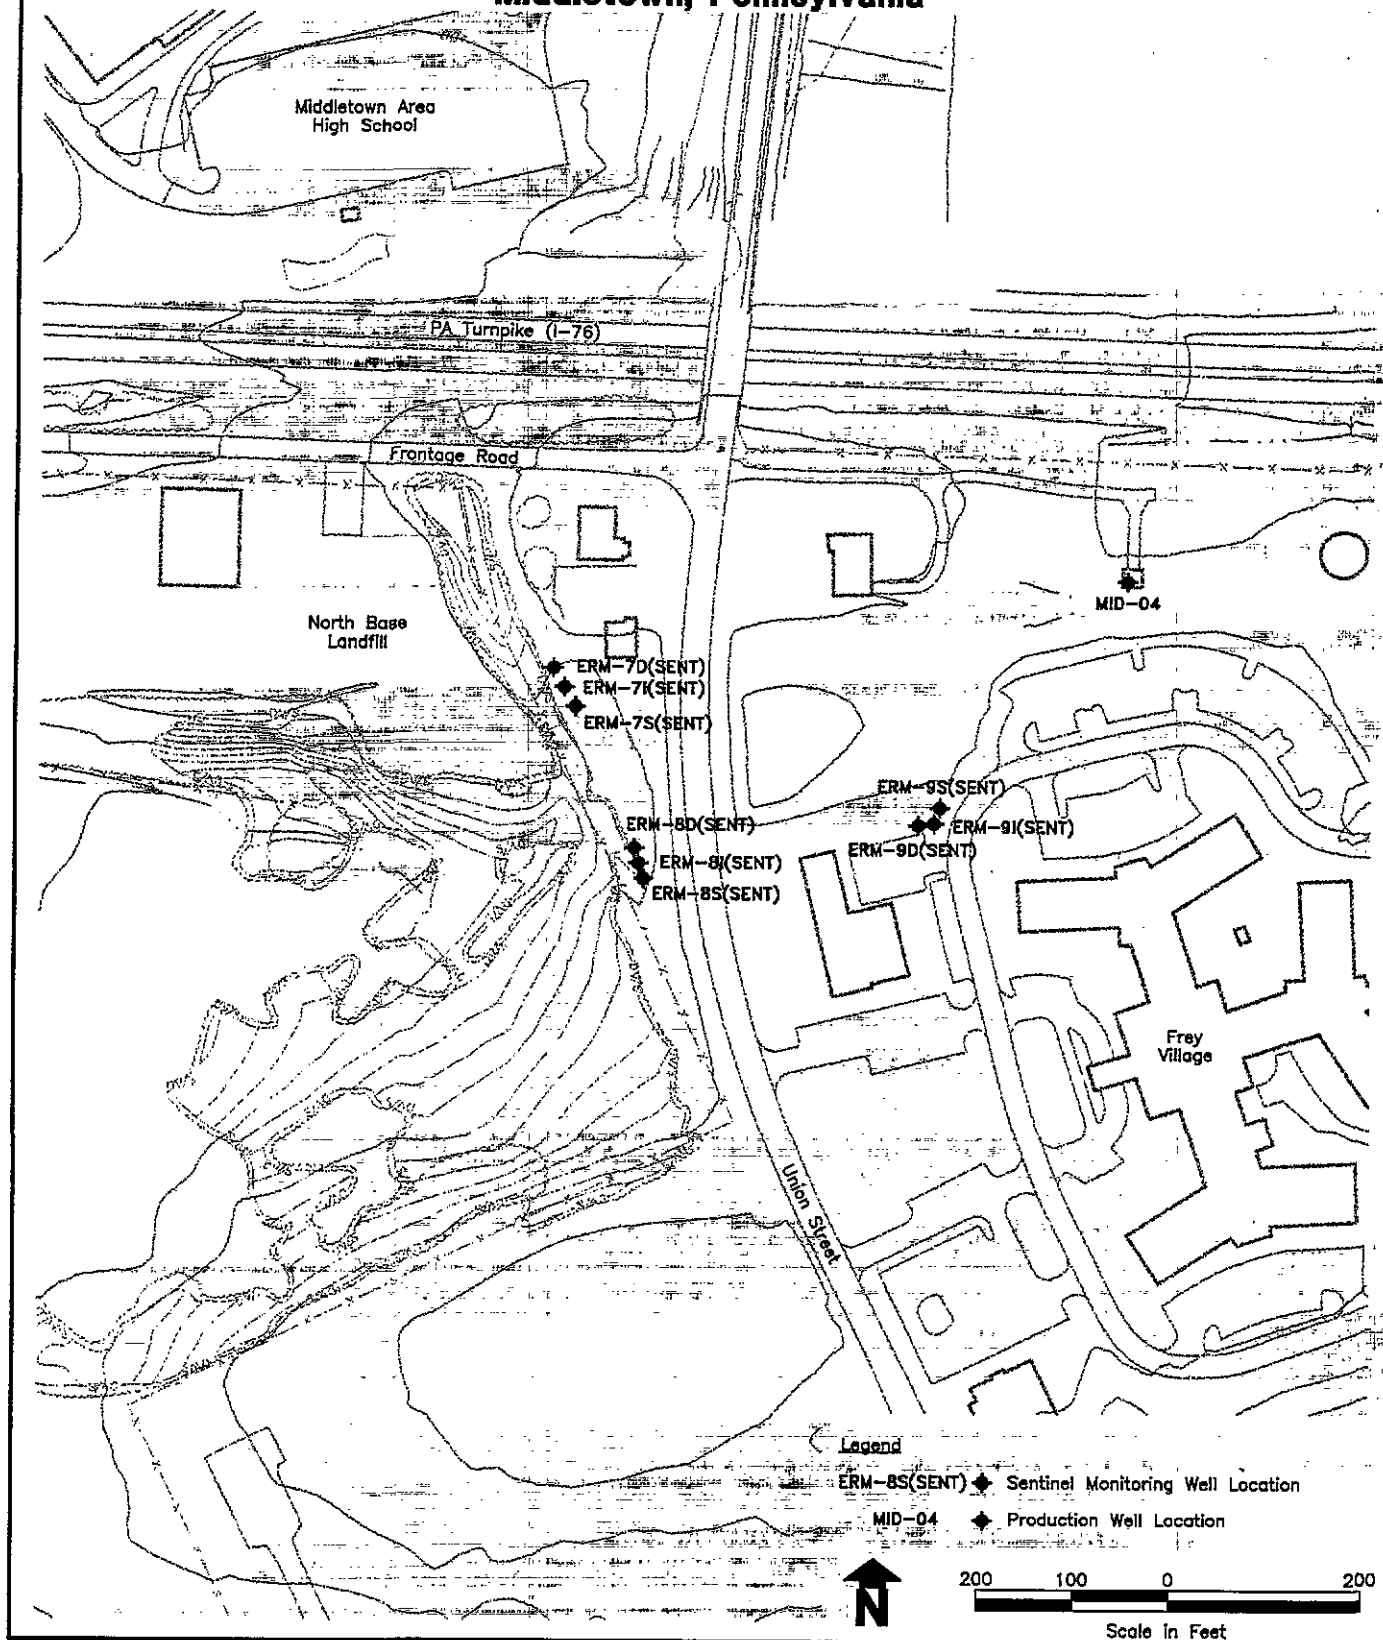 Middletown, Pennsylvania
Middletown Area
High School
PA Turnpike (I-76)
Frontage Road
MID-04
North Base
Landfill
ERM-7D(SENT)
ERM-7I(SENT)
ERM-7S(SENT)
ERM-9S(SENT)
ERM-8D(SENT)
ERM-9I(SENT)
ERM-9D(SENT)
ERM-8I(SENT)
ERM-8S(SENT)
Frey
Village
Union Street
Legend
ERM-8S(SENT) Sentinel Monitoring Well Location
MID-04 Production Well Location
N
200 100 0 200
Scale in Feet